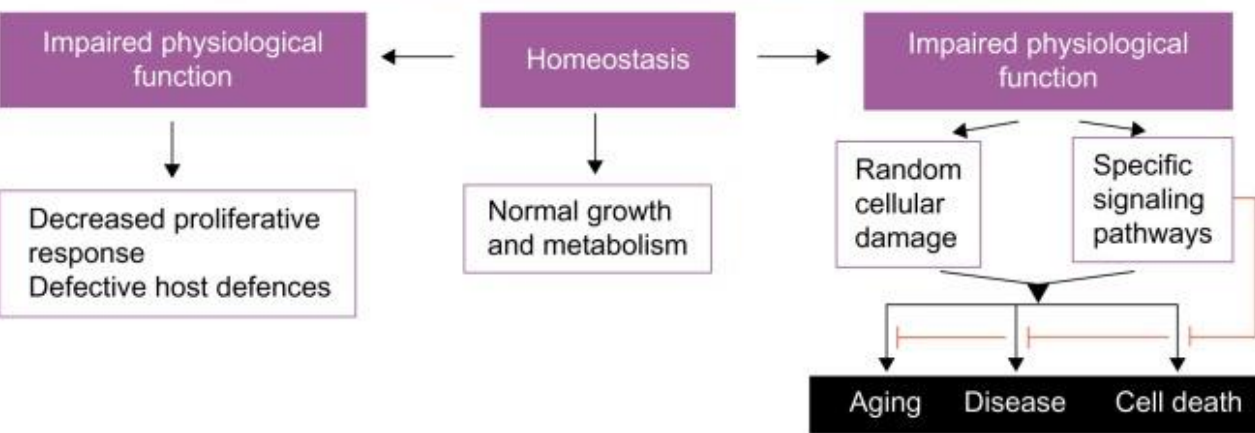 Impaired physiological
function
Homeostasis
Impaired physiological
function
Decreased proliferative
response
Defective host defences
Normal growth
and metabolism
Random
cellular
damage
Specific
signaling
pathways
Aging
Disease
Cell death